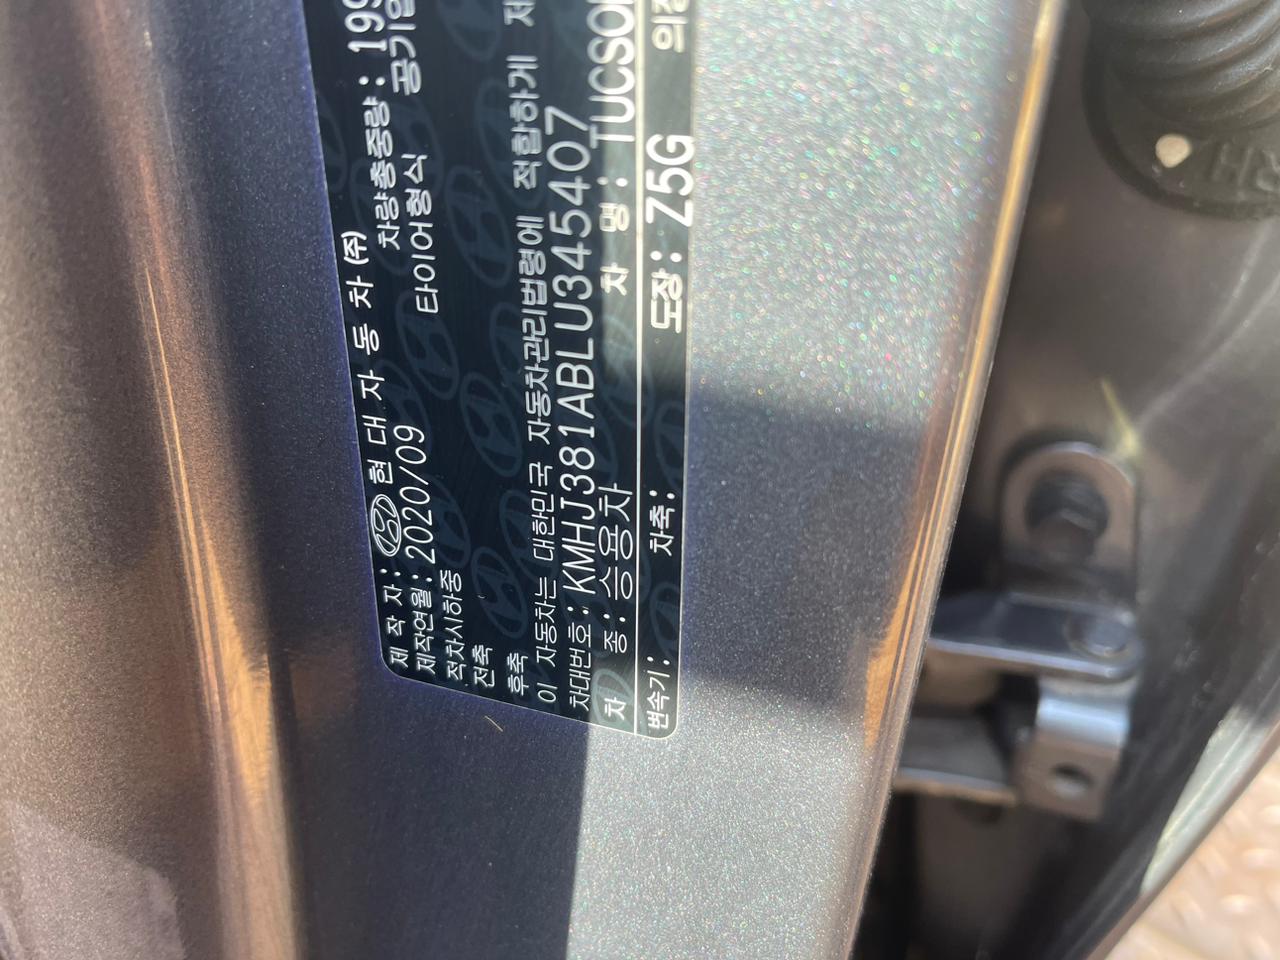 제 작 자 : 현 대 자 동 차 (주)
제작연월 : 2020/09 차량총중량 : 199
적차시하중 타이어형식 공기압
전축
후축
이 자동차는 대한민국 자동차관리법령에 적합하게 제
차대번호 : KMHJ381ABLU345407
차 종 : 승용차 차 명 : TUCSON
변속기 : 차축 : 도장 : Z5G
RH